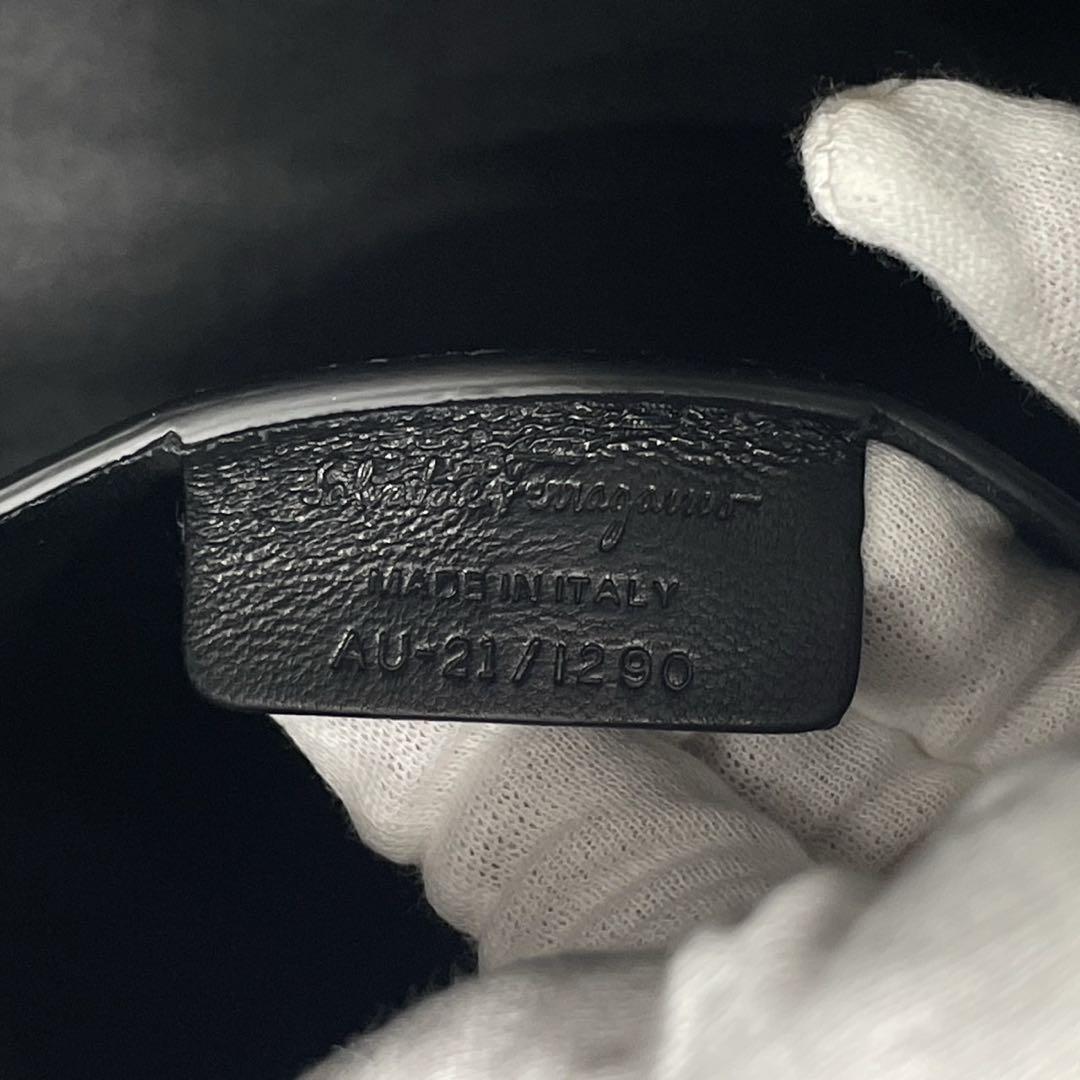 Salvatore Ferragamo
MADE IN ITALY
AU-21/1290